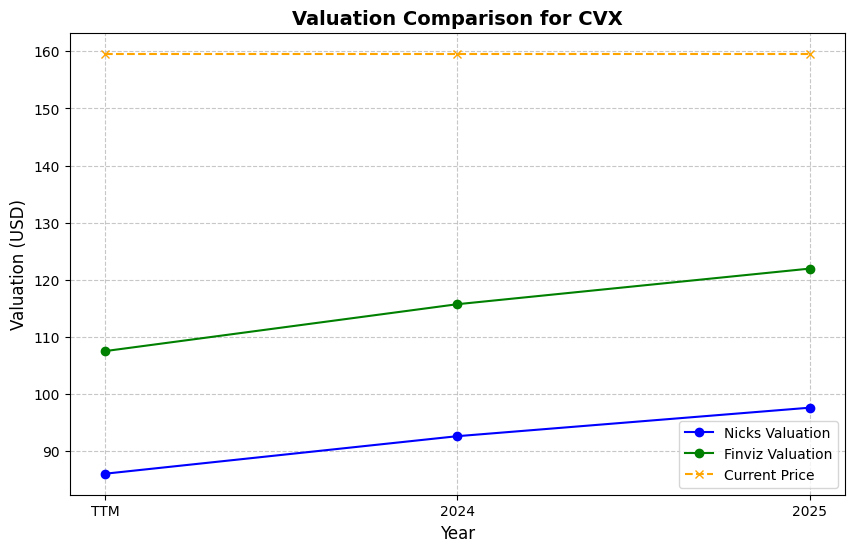 Valuation Comparison for CVX
160
150
140
130
120
110
100
90
Valuation (USD)
TTM
2024
2025
Year
Nicks Valuation
Finviz Valuation
Current Price